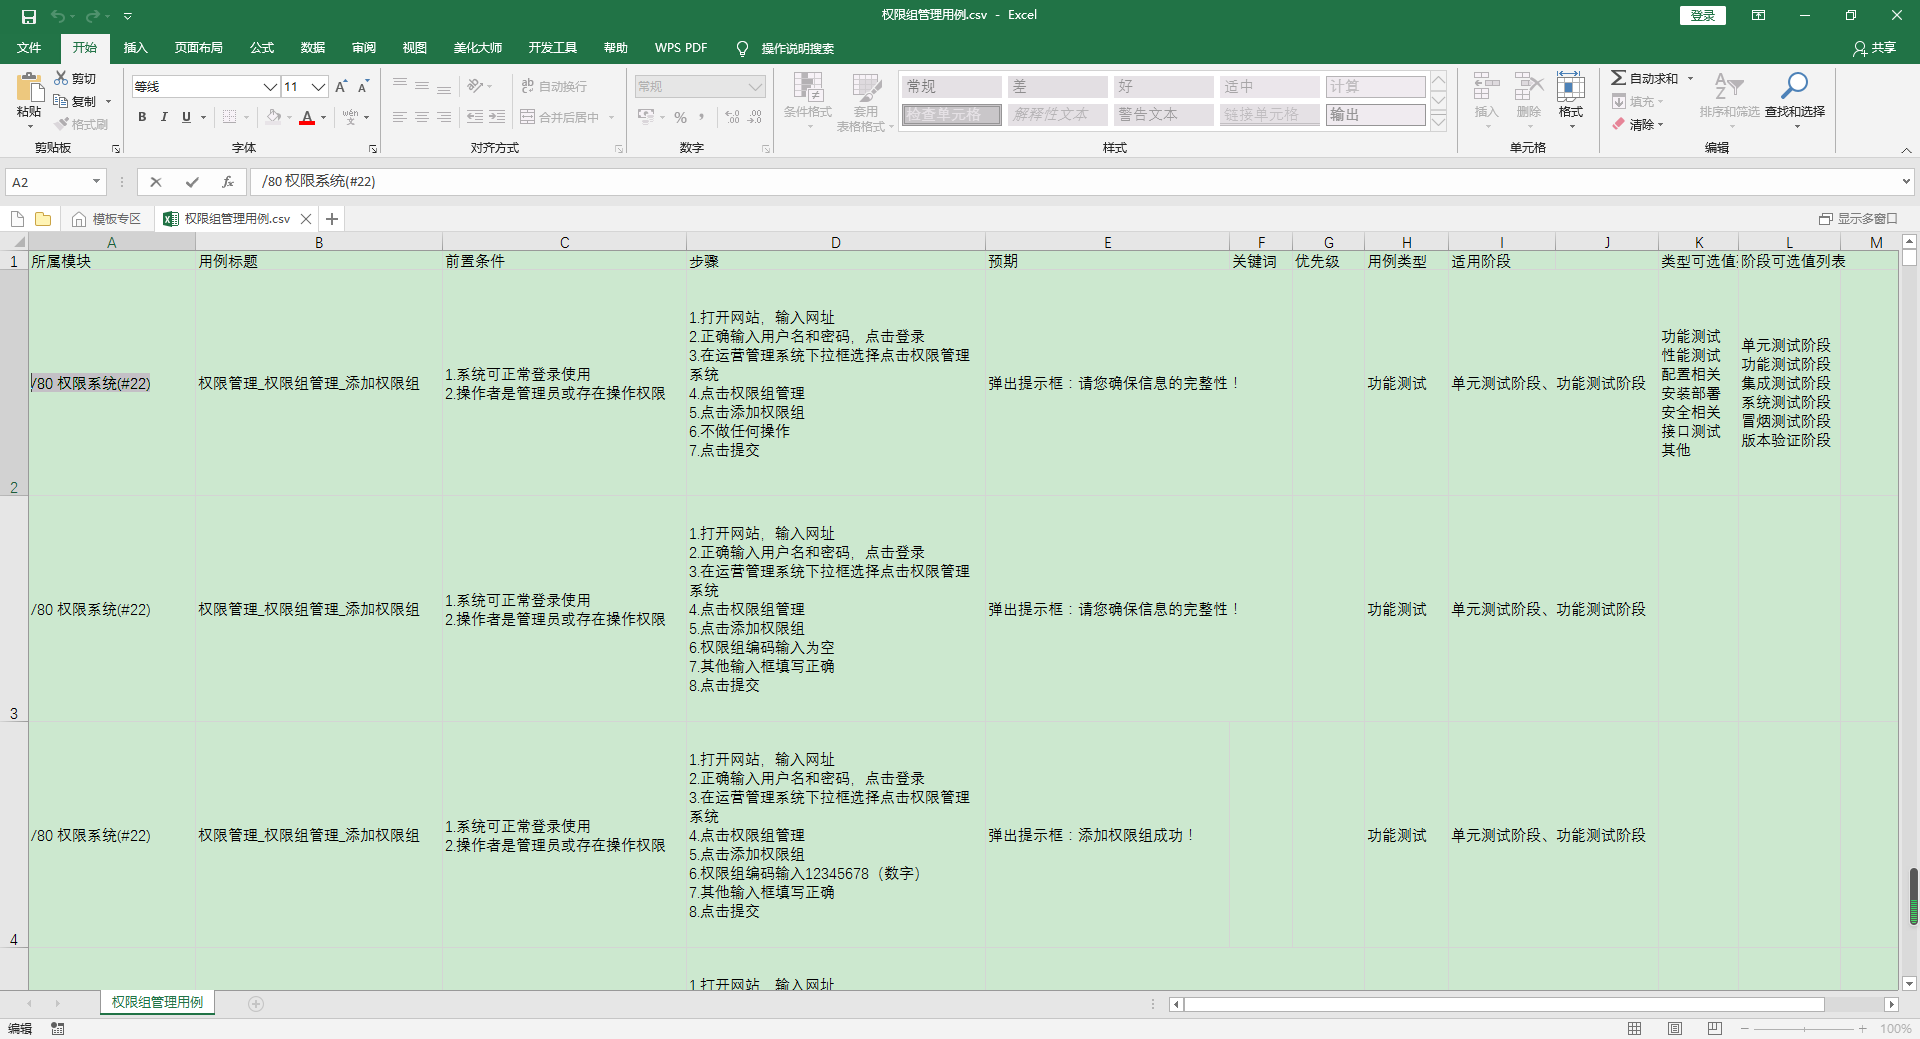 权限组管理用例.csv - Excel
登录
文件 开始 插入 页面布局 公式 数据 审阅 视图 美化大师 开发工具 帮助 WPS PDF 操作说明搜索 共享
粘贴 剪切 复制 格式刷 剪贴板
等线 11 A A B I U A wén 文 字体
ab 自动换行 合并后居中 对齐方式
常规 % 数字
条件格式 套用 表格格式 常规 差 好 适中 计算
检查单元格 解释性文本 警告文本 链接单元格 输出 样式
插入 删除 格式 单元格
自动求和 填充 清除 排序和筛选 查找和选择 编辑
A2 fx /80 权限系统(#22)
模板专区 权限组管理用例.csv 显示多窗口
A B C D E F G H I J K L M
1 所属模块 用例标题 前置条件 步骤 预期 关键词 优先级 用例类型 适用阶段 类型可选值 阶段可选值列表
2
/80 权限系统(#22)
权限管理_权限组管理_添加权限组
1.系统可正常登录使用
2.操作者是管理员或存在操作权限
1.打开网站，输入网址
2.正确输入用户名和密码，点击登录
3.在运营管理系统下拉框选择点击权限管理
系统
4.点击权限组管理
5.点击添加权限组
6.不做任何操作
7.点击提交
弹出提示框：请您确保信息的完整性！
功能测试
单元测试阶段、功能测试阶段
功能测试
性能测试
配置相关
安装部署
安全相关
接口测试
其他
单元测试阶段
功能测试阶段
集成测试阶段
系统测试阶段
冒烟测试阶段
版本验证阶段
3
/80 权限系统(#22)
权限管理_权限组管理_添加权限组
1.系统可正常登录使用
2.操作者是管理员或存在操作权限
1.打开网站，输入网址
2.正确输入用户名和密码，点击登录
3.在运营管理系统下拉框选择点击权限管理
系统
4.点击权限组管理
5.点击添加权限组
6.权限组编码输入为空
7.其他输入框填写正确
8.点击提交
弹出提示框：请您确保信息的完整性！
功能测试
单元测试阶段、功能测试阶段
4
/80 权限系统(#22)
权限管理_权限组管理_添加权限组
1.系统可正常登录使用
2.操作者是管理员或存在操作权限
1.打开网站，输入网址
2.正确输入用户名和密码，点击登录
3.在运营管理系统下拉框选择点击权限管理
系统
4.点击权限组管理
5.点击添加权限组
6.权限组编码输入12345678（数字）
7.其他输入框填写正确
8.点击提交
弹出提示框：添加权限组成功！
功能测试
单元测试阶段、功能测试阶段
1.打开网站，输入网址
权限组管理用例
编辑 100%